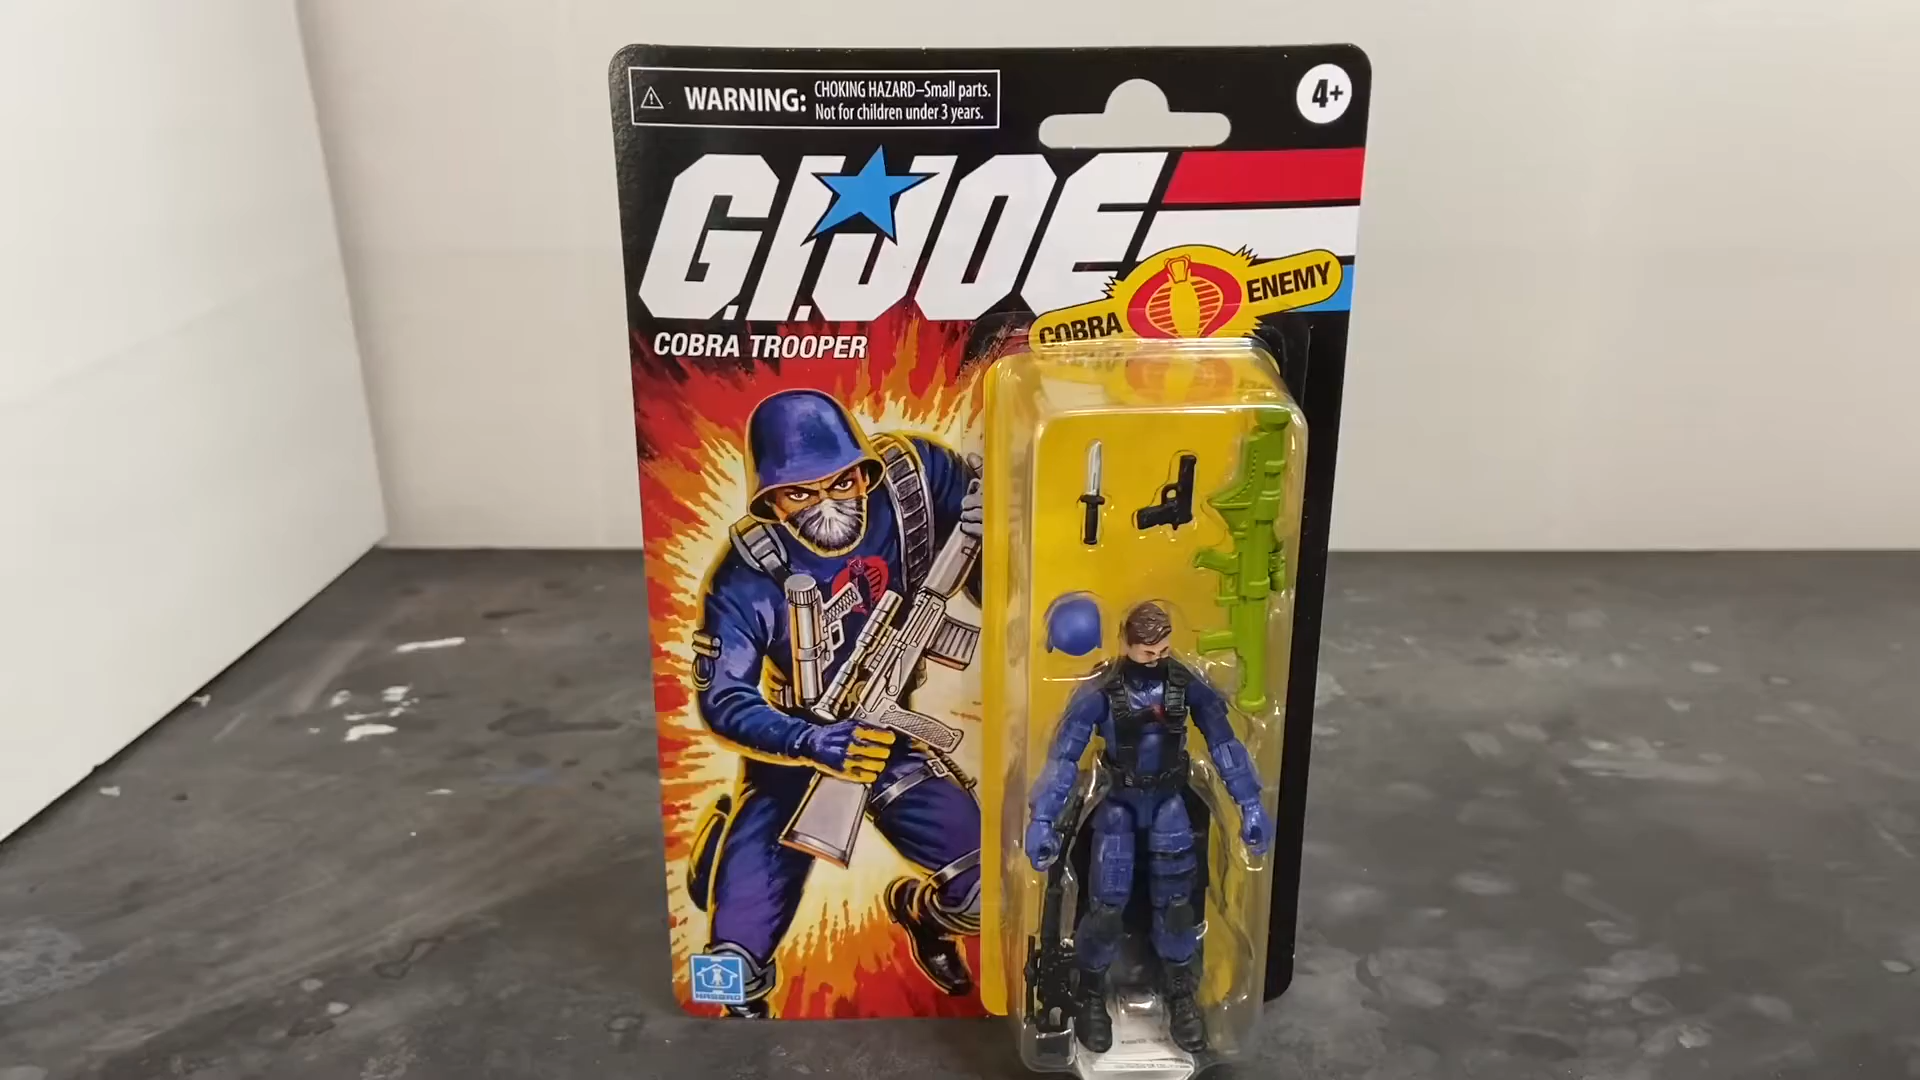 WARNING: CHOKING HAZARD–Small parts.
Not for children under 3 years.
4+
G.I.JOE
COBRA ENEMY
COBRA TROOPER
HASBRO